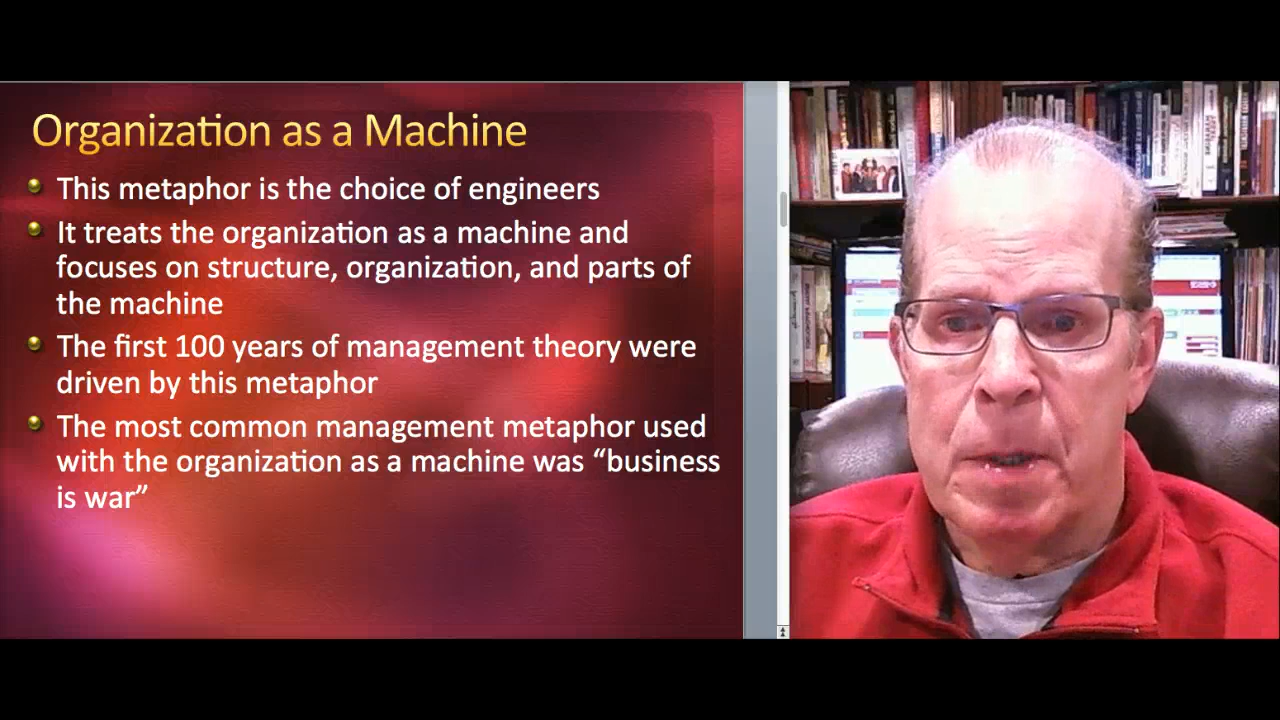 Organization as a Machine
This metaphor is the choice of engineers
It treats the organization as a machine and
focuses on structure, organization, and parts of
the machine
The first 100 years of management theory were
driven by this metaphor
The most common management metaphor used
with the organization as a machine was “business
is war”